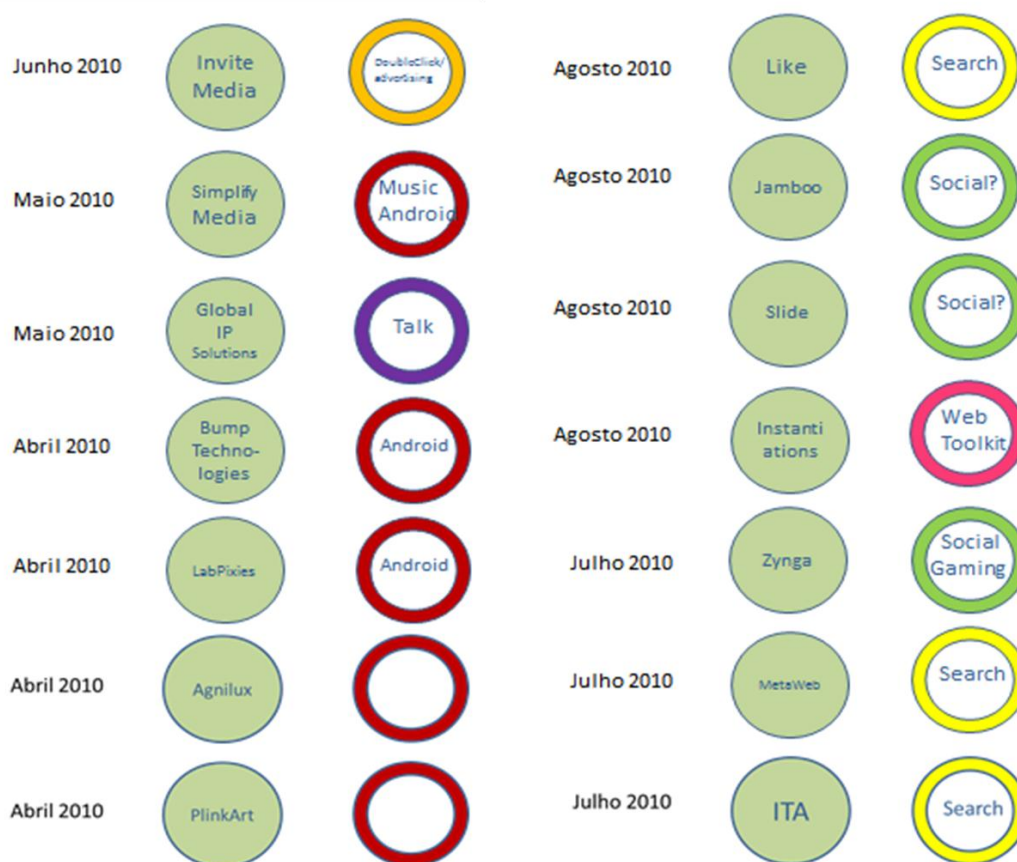 Junho 2010
Invite
Media
DoubleClick/
advertising
Maio 2010
Simplify
Media
Music
Android
Maio 2010
Global
IP
Solutions
Talk
Abril 2010
Bump
Techno-
logies
Android
Abril 2010
LabPixies
Android
Abril 2010
Agnilux
Abril 2010
PlinkArt
Agosto 2010
Like
Search
Agosto 2010
Jamboo
Social?
Agosto 2010
Slide
Social?
Agosto 2010
Instanti
ations
Web
Toolkit
Julho 2010
Zynga
Social
Gaming
Julho 2010
MetaWeb
Search
Julho 2010
ITA
Search